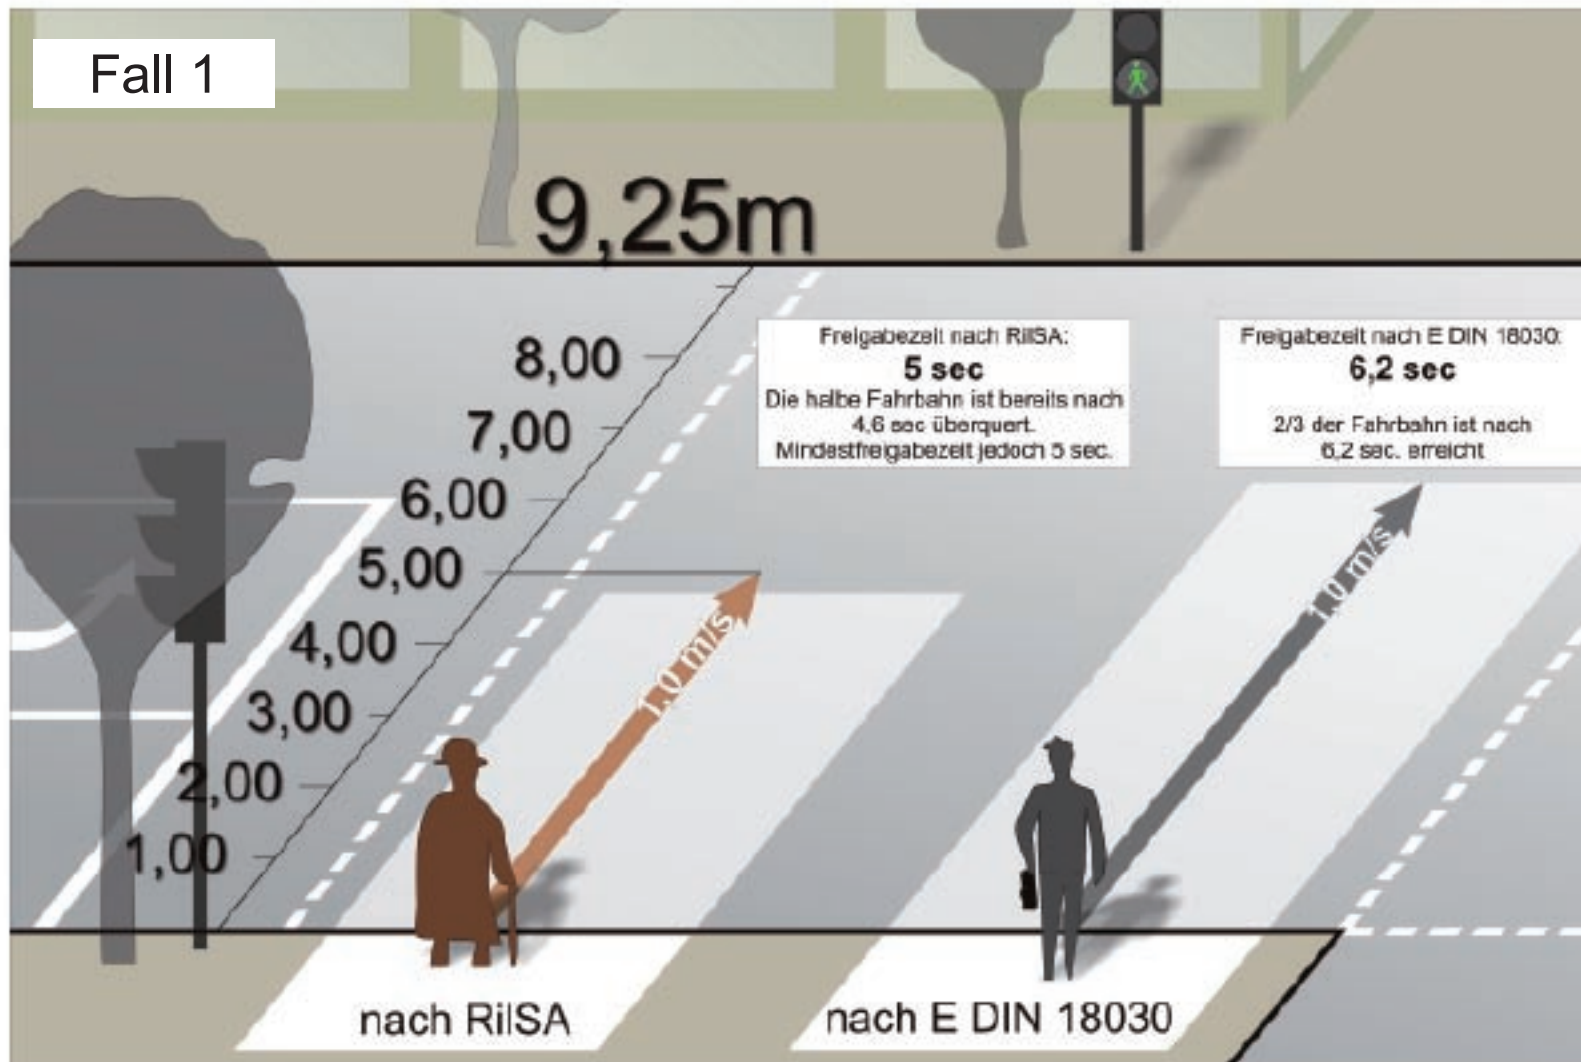 Fall 1
9,25m
8,00
7,00
6,00
5,00
4,00
3,00
2,00
1,00
Freigabezeit nach RilSA:
5 sec
Die halbe Fahrbahn ist bereits nach
4,6 sec überquert.
Mindestfreigabezeit jedoch 5 sec.
Freigabezeit nach E DIN 18030:
6,2 sec
2/3 der Fahrbahn ist nach
6,2 sec. erreicht
1,0 m/s
1,0 m/s
nach RilSA
nach E DIN 18030